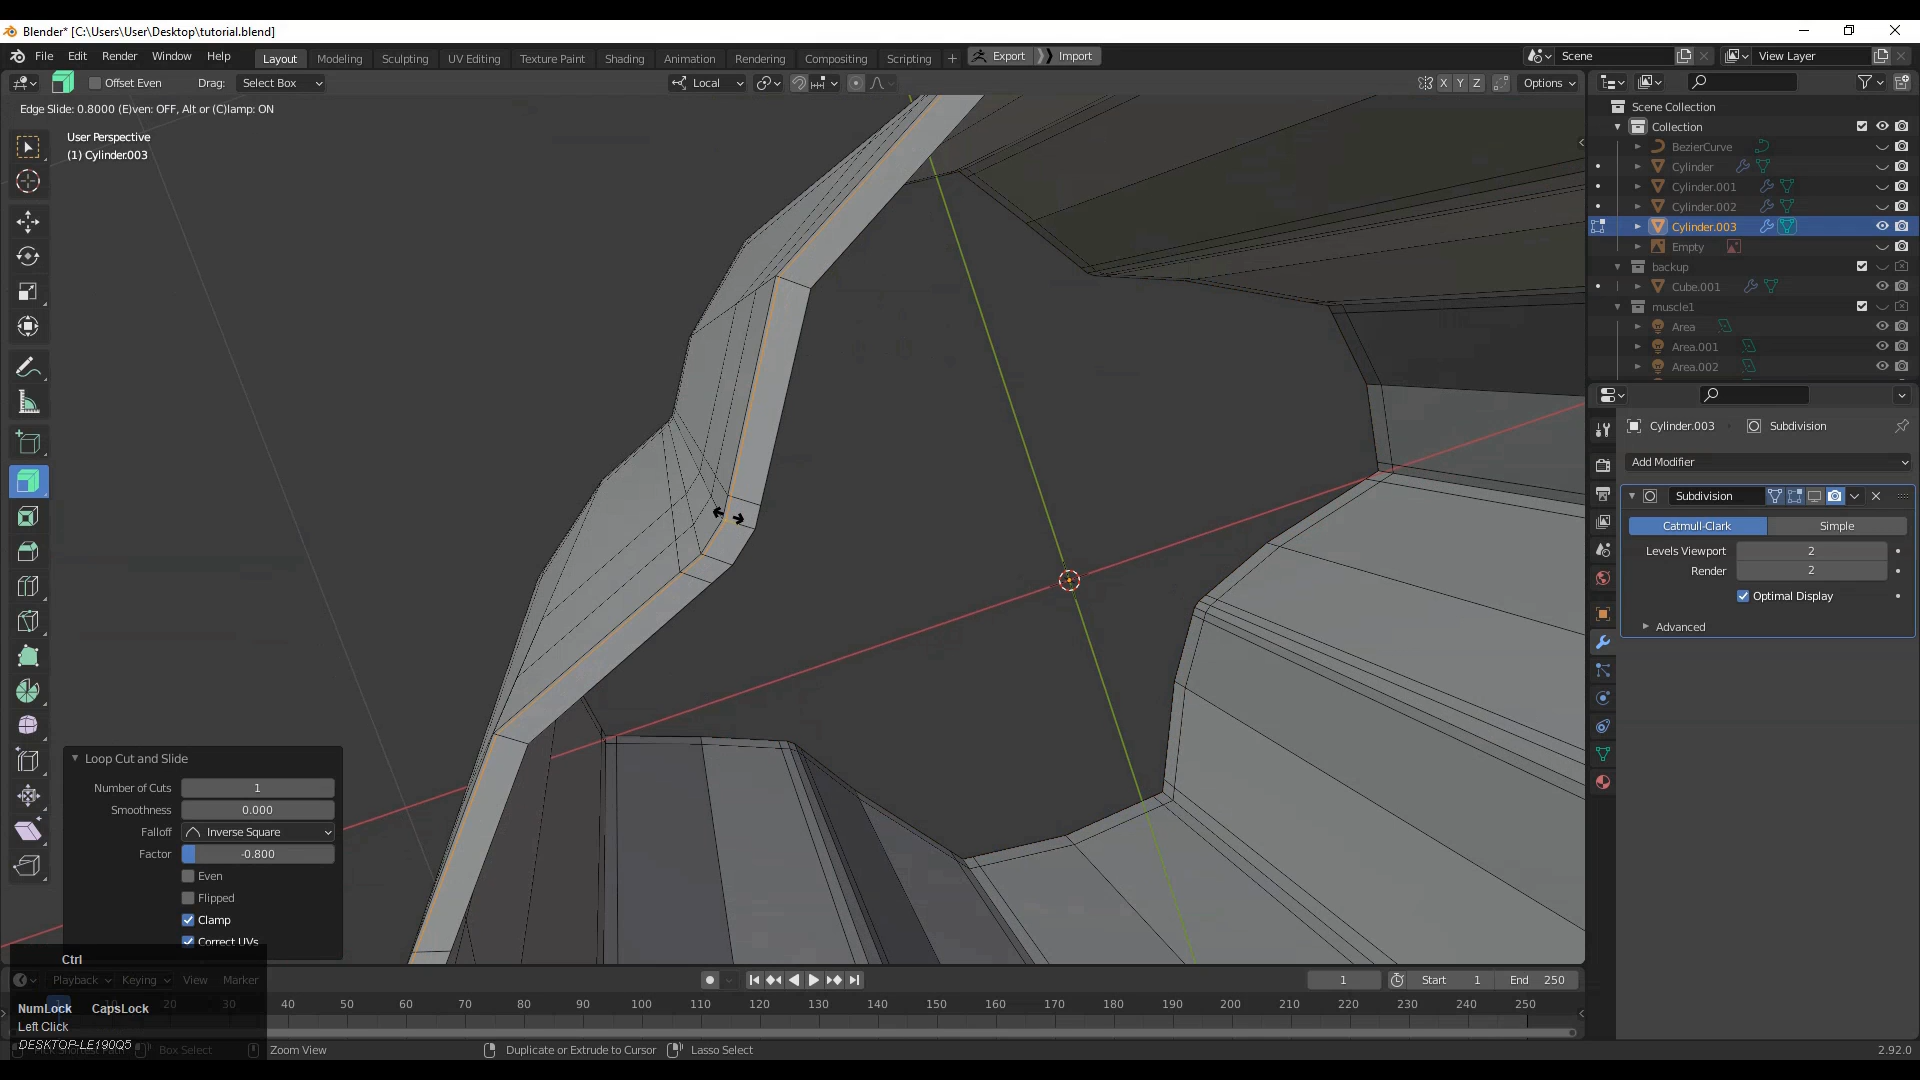 Blender* [C:\Users\User\Desktop\tutorial.blend]
File Edit Render Window Help Layout Modeling Sculpting UV Editing Texture Paint Shading Animation Rendering Compositing Scripting + Export Import Scene View Layer
Offset Even Drag: Select Box Local X Y Z Options
Edge Slide: 0.8000 (E)ven: OFF, Alt or (C)lamp: ON
User Perspective
(1) Cylinder.003
Scene Collection
Collection
BezierCurve
Cylinder
Cylinder.001
Cylinder.002
Cylinder.003
Empty
backup
Cube.001
muscle1
Area
Area.001
Area.002
Cylinder.003 Subdivision
Add Modifier
Subdivision
Catmull-Clark Simple
Levels Viewport 2
Render 2
Optimal Display
Advanced
Loop Cut and Slide
Number of Cuts 1
Smoothness 0.000
Falloff Inverse Square
Factor -0.800
Even
Flipped
Clamp
Correct UVs
Ctrl
Playback Keying View Marker 1 Start 1 End 250
20 30 40 50 60 70 80 90 100 110 120 130 140 150 160 170 180 190 200 210 220 230 240 250
NumLock CapsLock
Left Click
DESKTOP-LE190Q5
Box Select Zoom View Duplicate or Extrude to Cursor Lasso Select 2.92.0